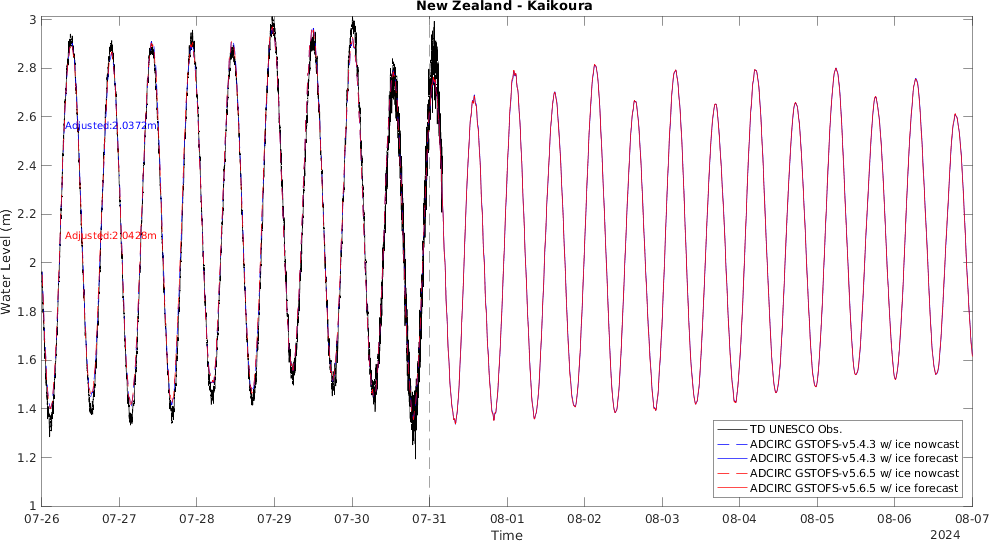 New Zealand - Kaikoura
3
2.8
2.6
2.4
2.2
2
1.8
1.6
1.4
1.2
1
Water Level (m)
Adjusted:2.0372m
Adjusted:2.0428m
TD UNESCO Obs.
ADCIRC GSTOFS-v5.4.3 w/ ice nowcast
ADCIRC GSTOFS-v5.4.3 w/ ice forecast
ADCIRC GSTOFS-v5.6.5 w/ ice nowcast
ADCIRC GSTOFS-v5.6.5 w/ ice forecast
07-26 07-27 07-28 07-29 07-30 07-31 08-01 08-02 08-03 08-04 08-05 08-06 08-07
Time
2024